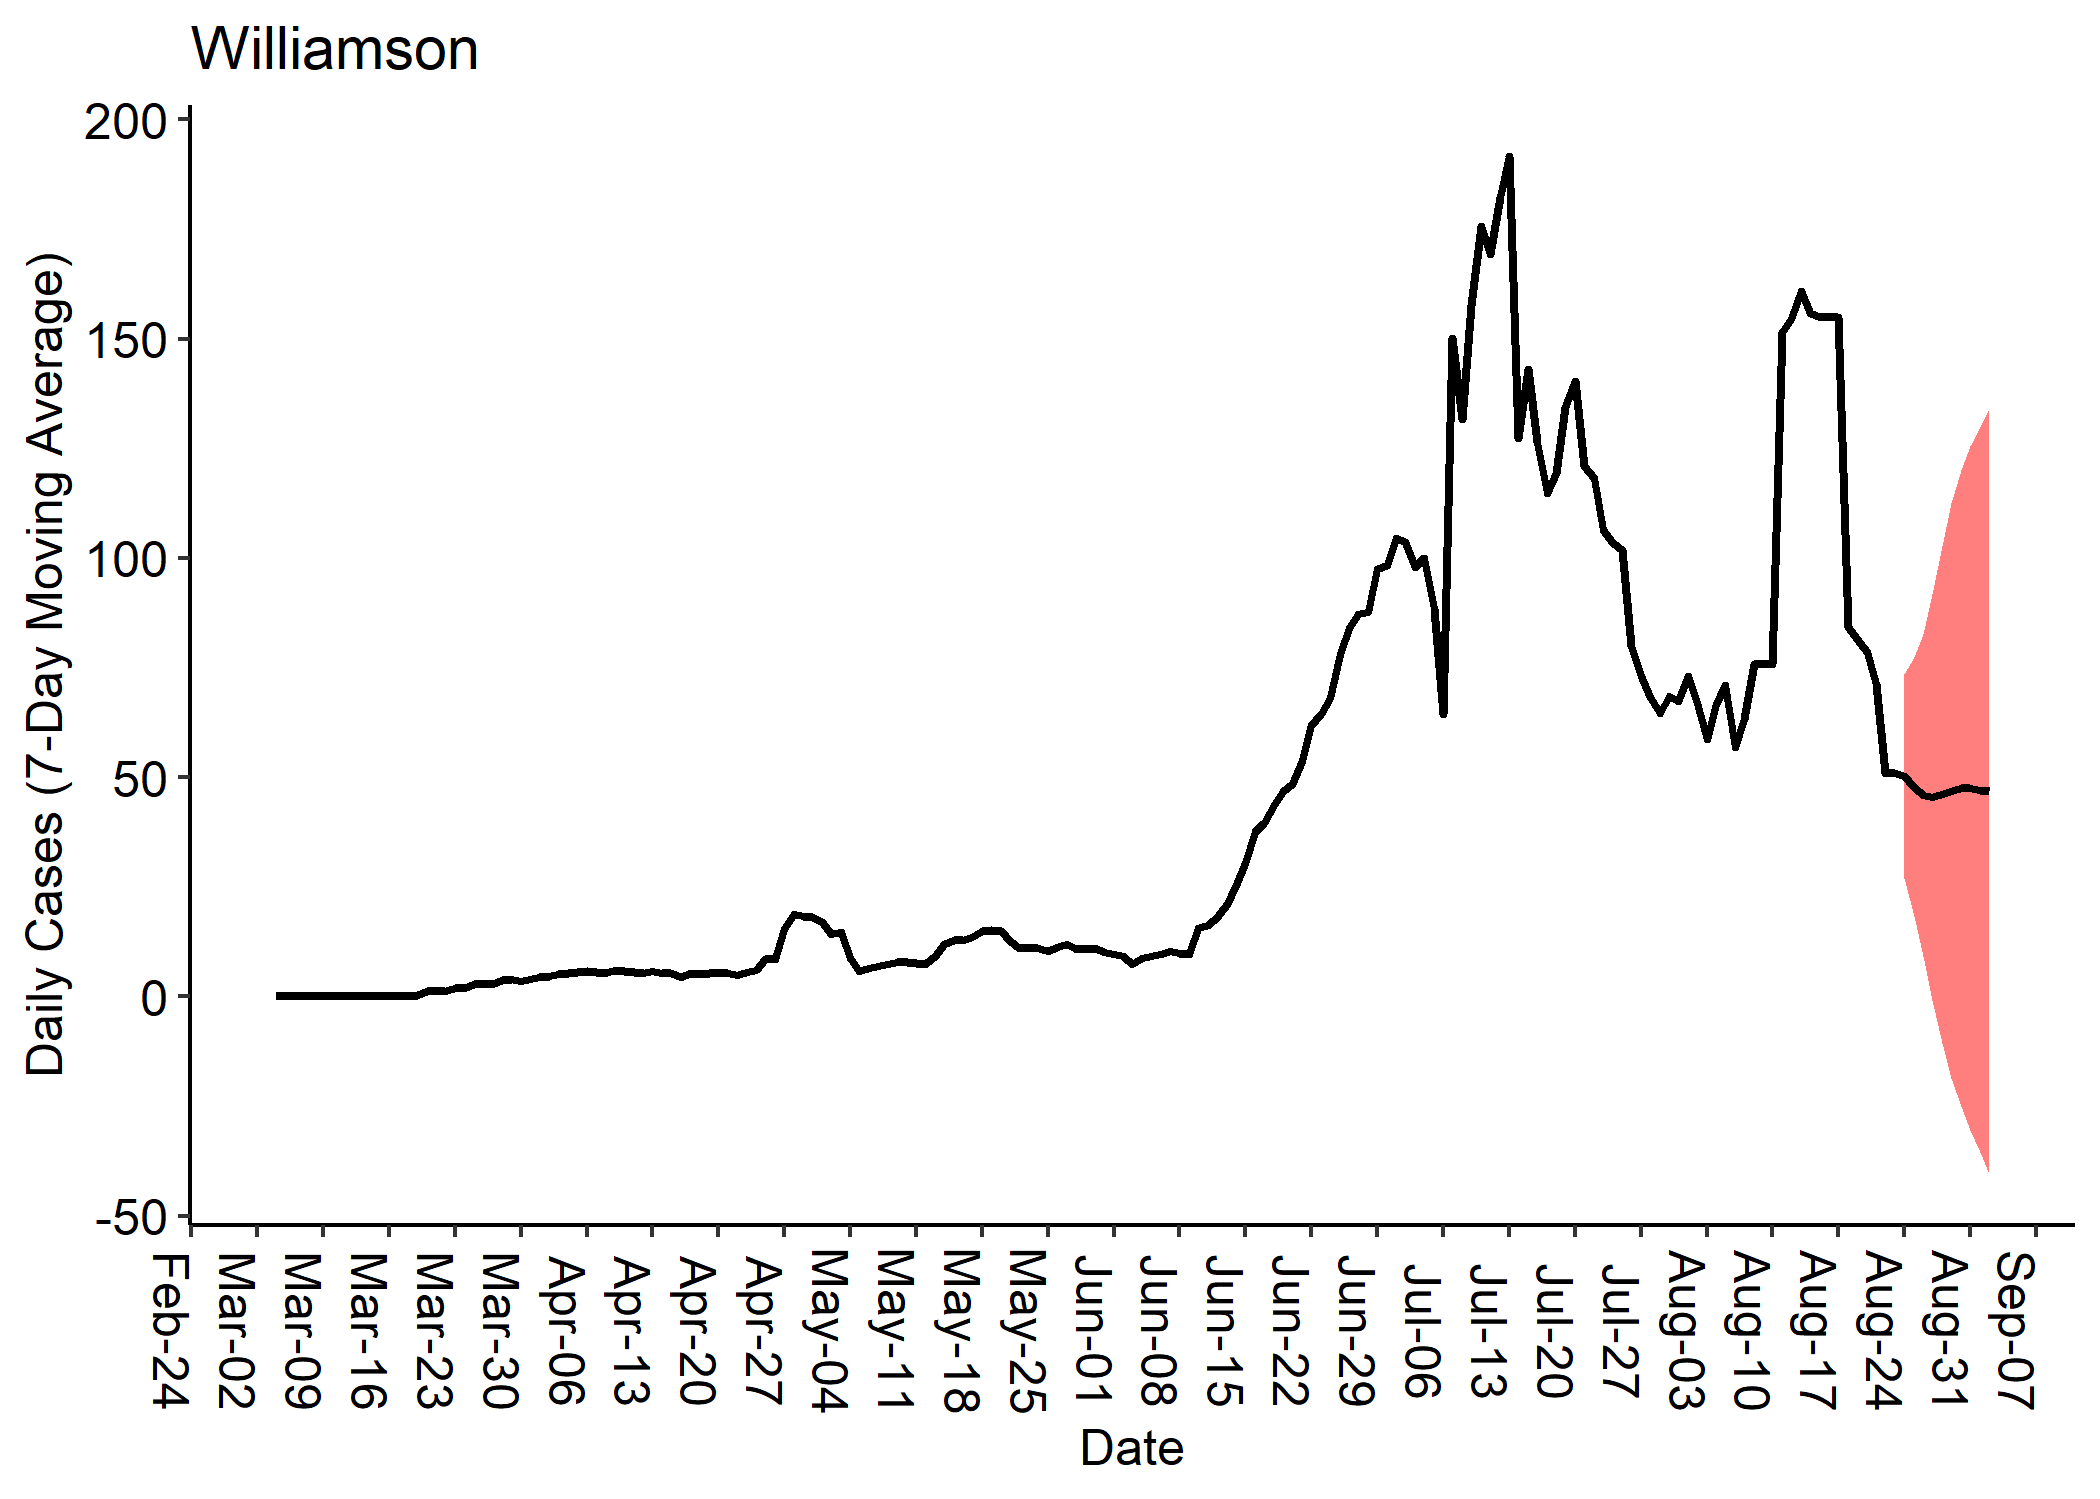 Williamson
Daily Cases (7-Day Moving Average)
200
150
100
50
0
-50
Feb-24
Mar-02
Mar-09
Mar-16
Mar-23
Mar-30
Apr-06
Apr-13
Apr-20
Apr-27
May-04
May-11
May-18
May-25
Jun-01
Jun-08
Jun-15
Jun-22
Jun-29
Jul-06
Jul-13
Jul-20
Jul-27
Aug-03
Aug-10
Aug-17
Aug-24
Aug-31
Sep-07
Date